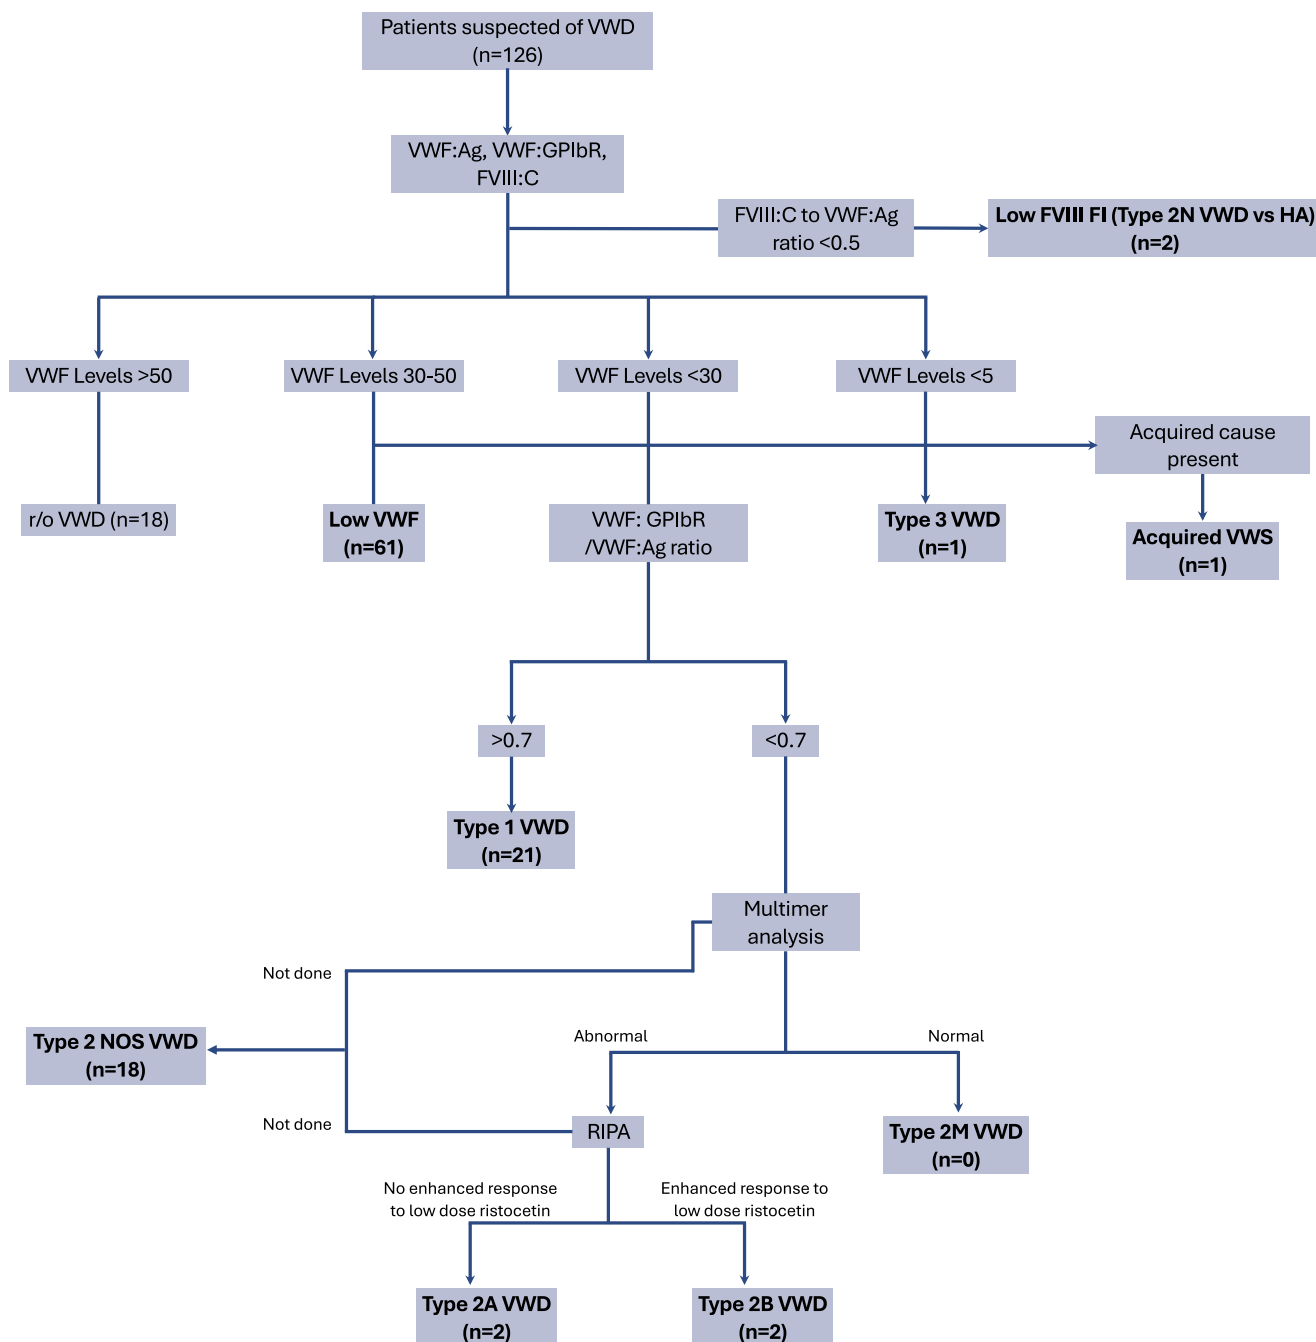 Patients suspected of VWD
(n=126)
VWF:Ag, VWF:GPIbR,
FVIII:C
FVIII:C to VWF:Ag
ratio <0.5
Low FVIII FI (Type 2N VWD vs HA)
(n=2)
VWF Levels >50
VWF Levels 30-50
VWF Levels <30
VWF Levels <5
Acquired cause
present
r/o VWD (n=18)
Low VWF
(n=61)
VWF: GPIbR
/VWF:Ag ratio
Type 3 VWD
(n=1)
Acquired VWS
(n=1)
>0.7
<0.7
Type 1 VWD
(n=21)
Multimer
analysis
Not done
Type 2 NOS VWD
(n=18)
Abnormal
Normal
Not done
RIPA
Type 2M VWD
(n=0)
No enhanced response
to low dose ristocetin
Enhanced response to
low dose ristocetin
Type 2A VWD
(n=2)
Type 2B VWD
(n=2)